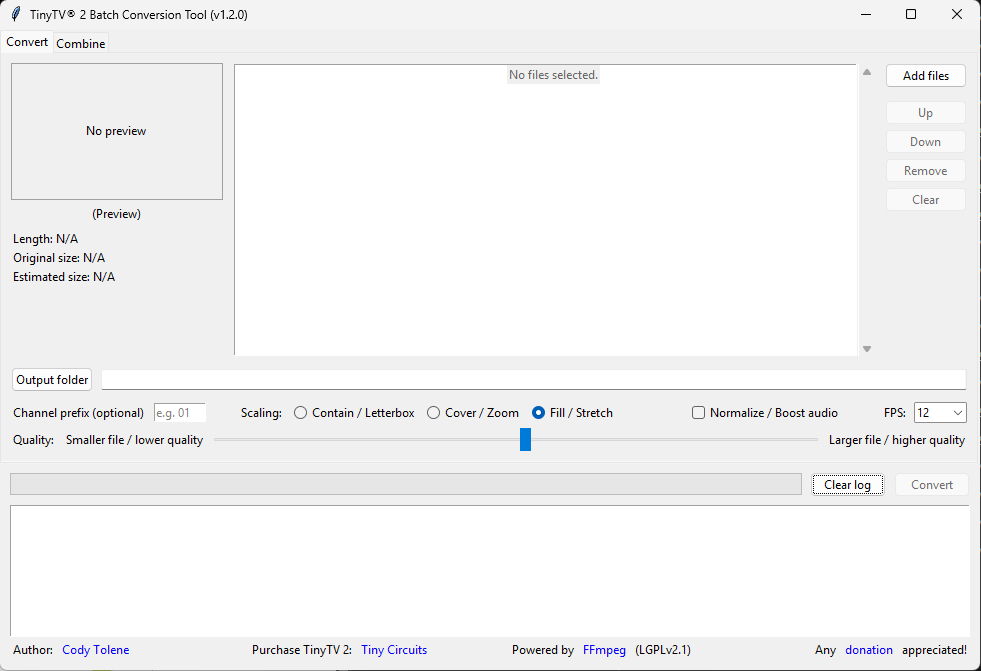 TinyTV® 2 Batch Conversion Tool (v1.2.0)
Convert Combine
No preview
(Preview)
Length: N/A
Original size: N/A
Estimated size: N/A
No files selected.
Add files
Up
Down
Remove
Clear
Output folder
Channel prefix (optional) e.g. 01 Scaling: Contain / Letterbox Cover / Zoom Fill / Stretch Normalize / Boost audio FPS: 12
Quality: Smaller file / lower quality Larger file / higher quality
Clear log Convert
Author: Cody Tolene Purchase TinyTV 2: Tiny Circuits Powered by FFmpeg (LGPLv2.1) Any donation appreciated!